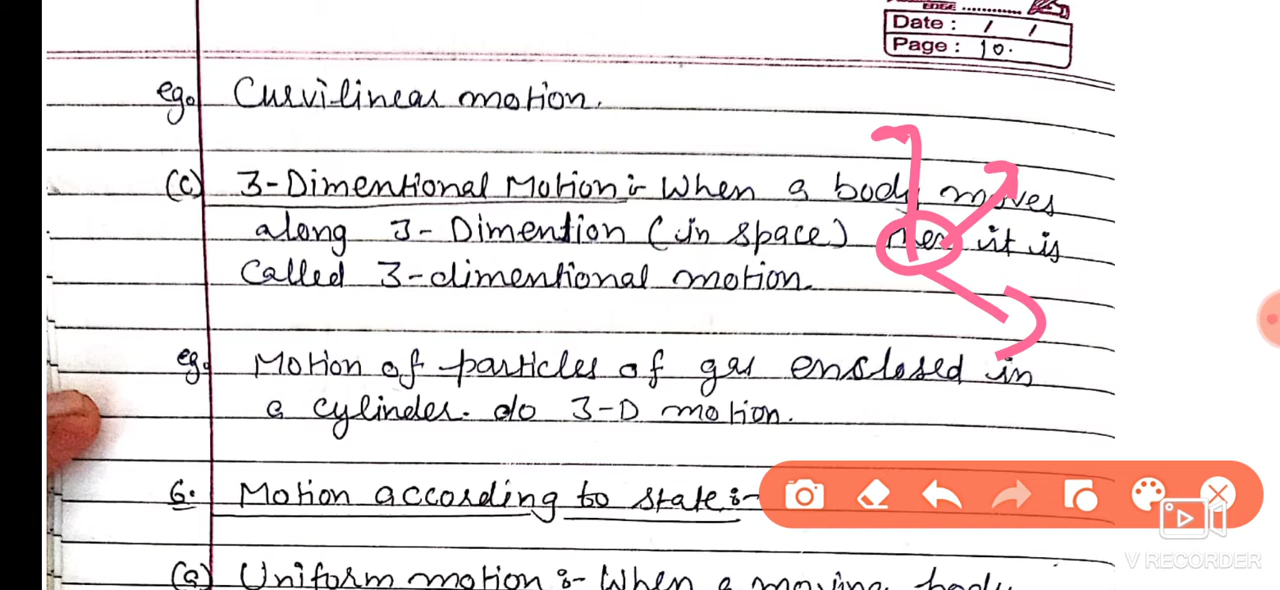 EDGE
Date : / /
Page : 10.
eg. Curvilinear motion.
(c) 3-Dimentional Motion :- When a body moves
along 3-Dimention (in space) then it is
called 3-dimentional motion.
eg. Motion of particles of gas enclosed in
a cylinder. do 3-D motion.
6. Motion according to state :-
(a) Uniform motion :- When a moving body
V RECORDER